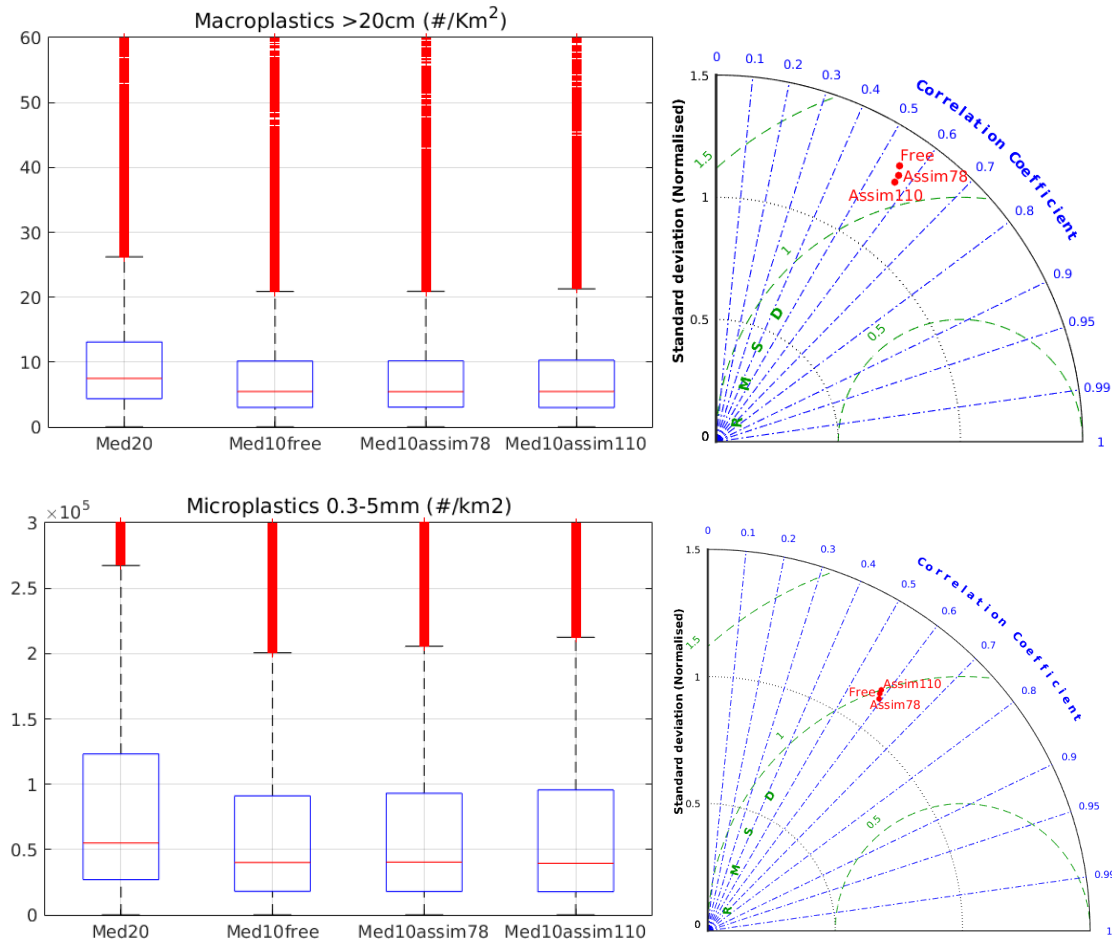 Macroplastics >20cm (#/Km2)
60
50
40
30
20
10
0
Med20 Med10free Med10assim78 Med10assim110
Standard deviation (Normalised)
1.5
1
0.5
0
0 0.1 0.2 0.3 0.4 0.5 0.6 0.7 0.8 0.9 0.95 0.99 1
Correlation Coefficient
1.5
1
0.5
R M S D
Free
Assim78
Assim110
Microplastics 0.3-5mm (#/km2)
×10^5
3
2.5
2
1.5
1
0.5
0
Med20 Med10free Med10assim78 Med10assim110
Standard deviation (Normalised)
1.5
1
0.5
0
0 0.1 0.2 0.3 0.4 0.5 0.6 0.7 0.8 0.9 0.95 0.99 1
Correlation Coefficient
1.5
1
0.5
R M S D
Assim110
Free
Assim78